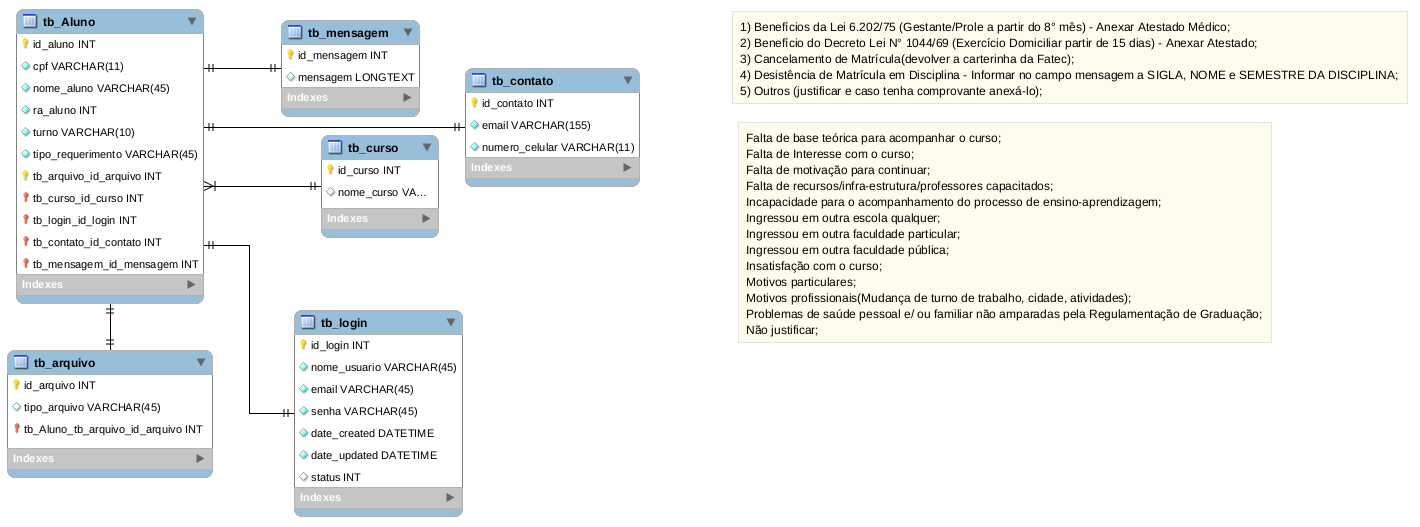 tb_Aluno
id_aluno INT
cpf VARCHAR(11)
nome_aluno VARCHAR(45)
ra_aluno INT
turno VARCHAR(10)
tipo_requerimento VARCHAR(45)
tb_arquivo_id_arquivo INT
tb_curso_id_curso INT
tb_login_id_login INT
tb_contato_id_contato INT
tb_mensagem_id_mensagem INT
Indexes
tb_mensagem
id_mensagem INT
mensagem LONGTEXT
Indexes
tb_contato
id_contato INT
email VARCHAR(155)
numero_celular VARCHAR(11)
Indexes
tb_curso
id_curso INT
nome_curso VA...
Indexes
tb_arquivo
id_arquivo INT
tipo_arquivo VARCHAR(45)
tb_Aluno_tb_arquivo_id_arquivo INT
Indexes
tb_login
id_login INT
nome_usuario VARCHAR(45)
email VARCHAR(45)
senha VARCHAR(45)
date_created DATETIME
date_updated DATETIME
status INT
Indexes
1) Benefícios da Lei 6.202/75 (Gestante/Prole a partir do 8° mês) - Anexar Atestado Médico;
2) Benefício do Decreto Lei N° 1044/69 (Exercício Domiciliar partir de 15 dias) - Anexar Atestado;
3) Cancelamento de Matrícula(devolver a carterinha da Fatec);
4) Desistência de Matrícula em Disciplina - Informar no campo mensagem a SIGLA, NOME e SEMESTRE DA DISCIPLINA;
5) Outros (justificar e caso tenha comprovante anexá-lo);
Falta de base teórica para acompanhar o curso;
Falta de Interesse com o curso;
Falta de motivação para continuar;
Falta de recursos/infra-estrutura/professores capacitados;
Incapacidade para o acompanhamento do processo de ensino-aprendizagem;
Ingressou em outra escola qualquer;
Ingressou em outra faculdade particular;
Ingressou em outra faculdade pública;
Insatisfação com o curso;
Motivos particulares;
Motivos profissionais(Mudança de turno de trabalho, cidade, atividades);
Problemas de saúde pessoal e/ ou familiar não amparadas pela Regulamentação de Graduação;
Não justificar;